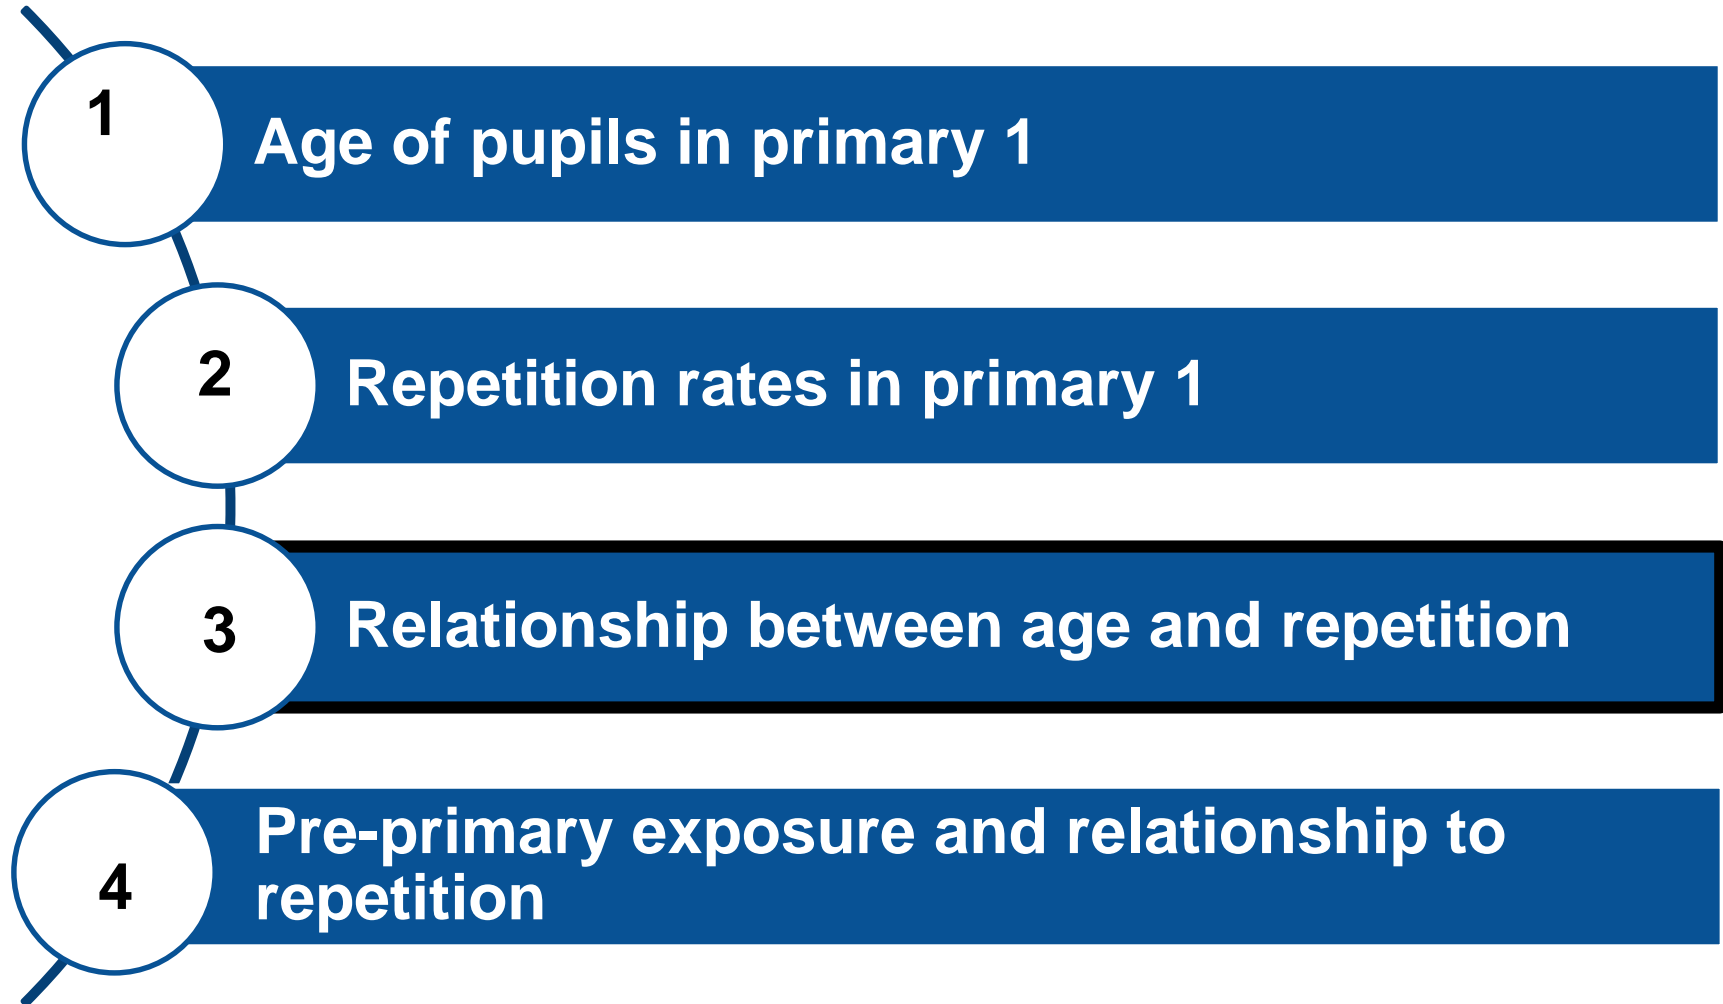 1
Age of pupils in primary 1
2
Repetition rates in primary 1
3
Relationship between age and repetition
4
Pre-primary exposure and relationship to
repetition